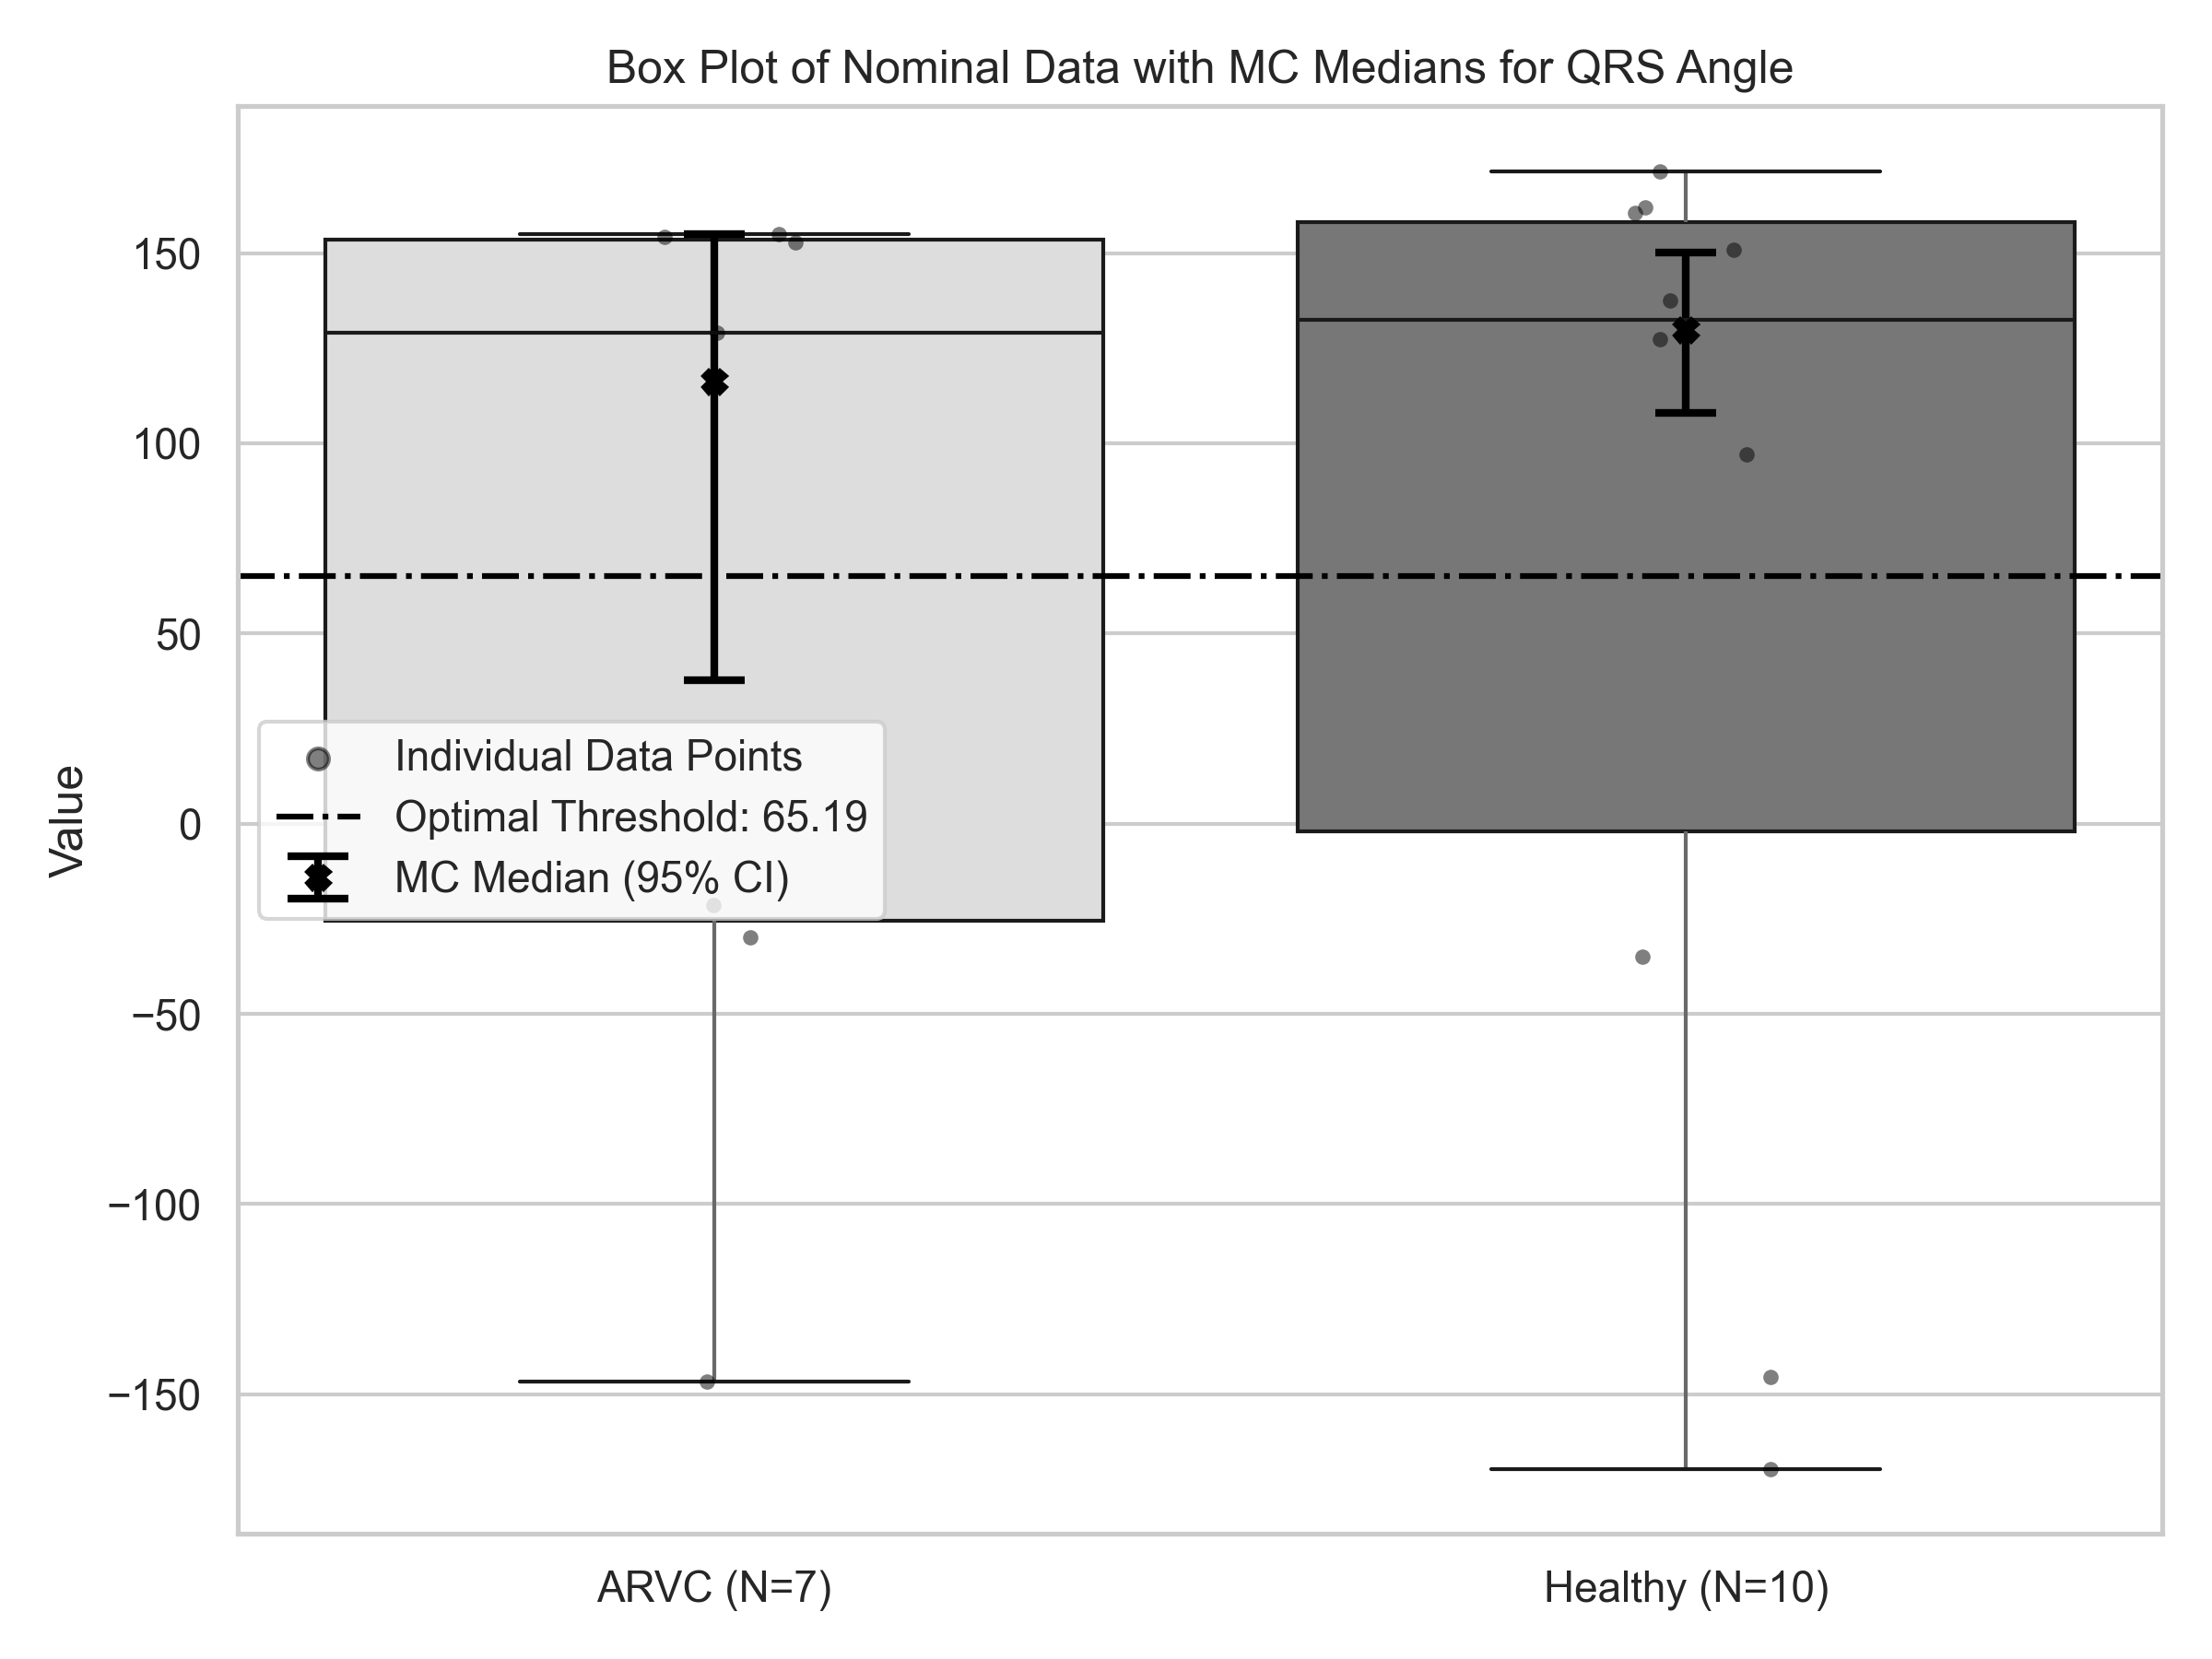 Box Plot of Nominal Data with MC Medians for QRS Angle
Value
150
100
50
0
−50
−100
−150
Individual Data Points
Optimal Threshold: 65.19
MC Median (95% CI)
ARVC (N=7)
Healthy (N=10)